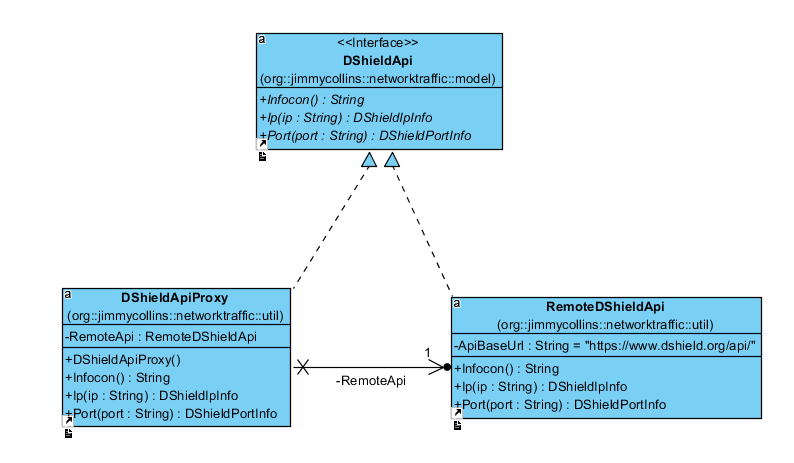 a
<<Interface>>
DShieldApi
(org::jimmycollins::networktraffic::model)
+Infocon() : String
+Ip(ip : String) : DShieldIpInfo
+Port(port : String) : DShieldPortInfo
a
DShieldApiProxy
(org::jimmycollins::networktraffic::util)
-RemoteApi : RemoteDShieldApi
+DShieldApiProxy()
+Infocon() : String
+Ip(ip : String) : DShieldIpInfo
+Port(port : String) : DShieldPortInfo
1
-RemoteApi
a
RemoteDShieldApi
(org::jimmycollins::networktraffic::util)
-ApiBaseUrl : String = "https://www.dshield.org/api/"
+Infocon() : String
+Ip(ip : String) : DShieldIpInfo
+Port(port : String) : DShieldPortInfo